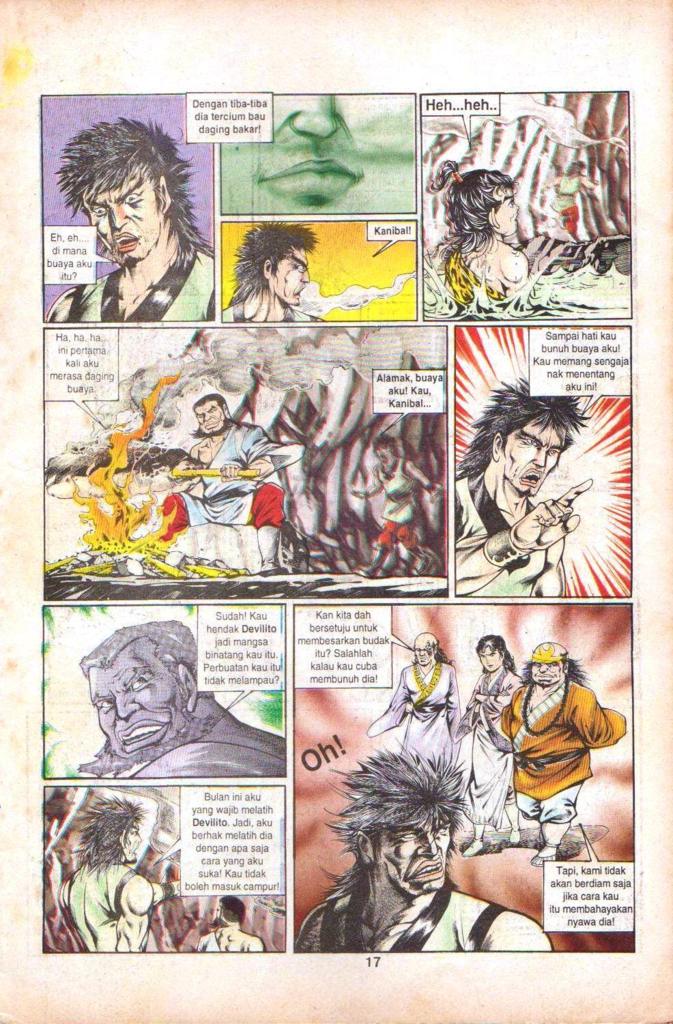 Dengan tiba-tiba
dia tercium bau
daging bakar!
Eh, eh....
di mana
buaya aku
itu?
Kanibal!
Heh...heh..
Ha, ha, ha...
ini pertama
kali aku
merasa daging
buaya.
Alamak, buaya
aku! Kau,
Kanibal...
Sampai hati kau
bunuh buaya aku!
Kau memang sengaja
nak menentang
aku ini!
Sudah! Kau
hendak Devilito
jadi mangsa
binatang kau itu.
Perbuatan kau itu
tidak melampau?
Kan kita dah
bersetuju untuk
membesarkan budak
itu? Salahlah
kalau kau cuba
membunuh dia!
Oh!
Bulan ini aku
yang wajib melatih
Devilito. Jadi, aku
berhak melatih dia
dengan apa saja
cara yang aku
suka! Kau tidak
boleh masuk campur!
Tapi, kami tidak
akan berdiam saja
jika cara kau
itu membahayakan
nyawa dia!
17